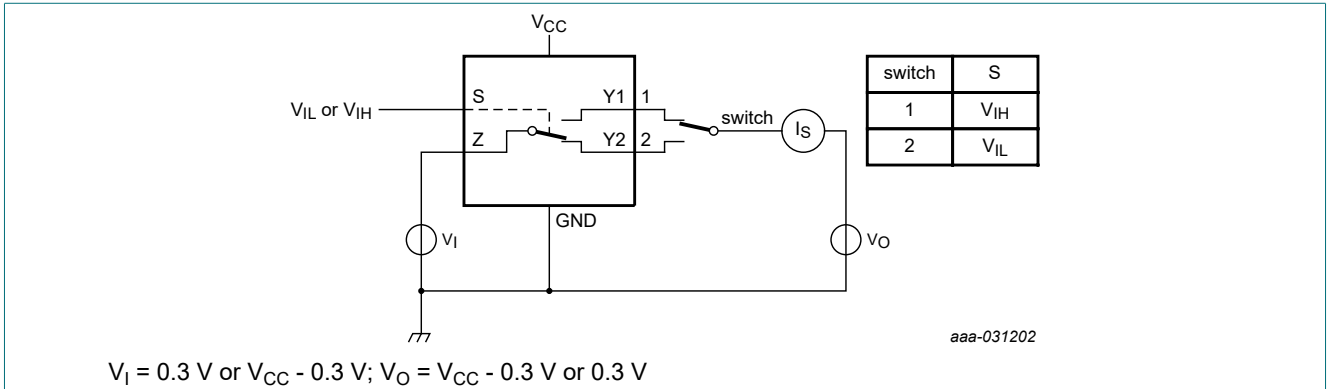 VCC
switch S
S Y1 1
VIL or VIH
switch IS 1 VIH
Z Y2 2
2 VIL
GND
VI VO
aaa-031202
VI = 0.3 V or VCC - 0.3 V; VO = VCC - 0.3 V or 0.3 V